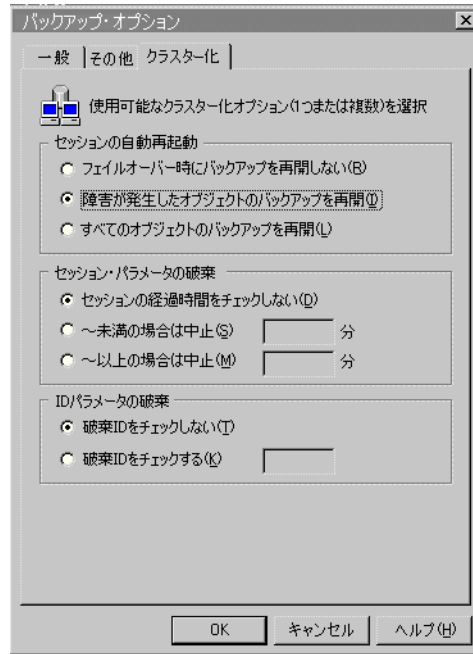 バックアップ・オプション
一般 その他 クラスター化
使用可能なクラスター化オプション(1つまたは複数)を選択
セッションの自動再起動
フェイルオーバー時にバックアップを再開しない(R)
障害が発生したオブジェクトのバックアップを再開(I)
すべてのオブジェクトのバックアップを再開(L)
セッション・パラメータの破棄
セッションの経過時間をチェックしない(D)
～未満の場合は中止(S) 分
～以上の場合は中止(M) 分
IDパラメータの破棄
破棄IDをチェックしない(T)
破棄IDをチェックする(K)
OK キャンセル ヘルプ(H)